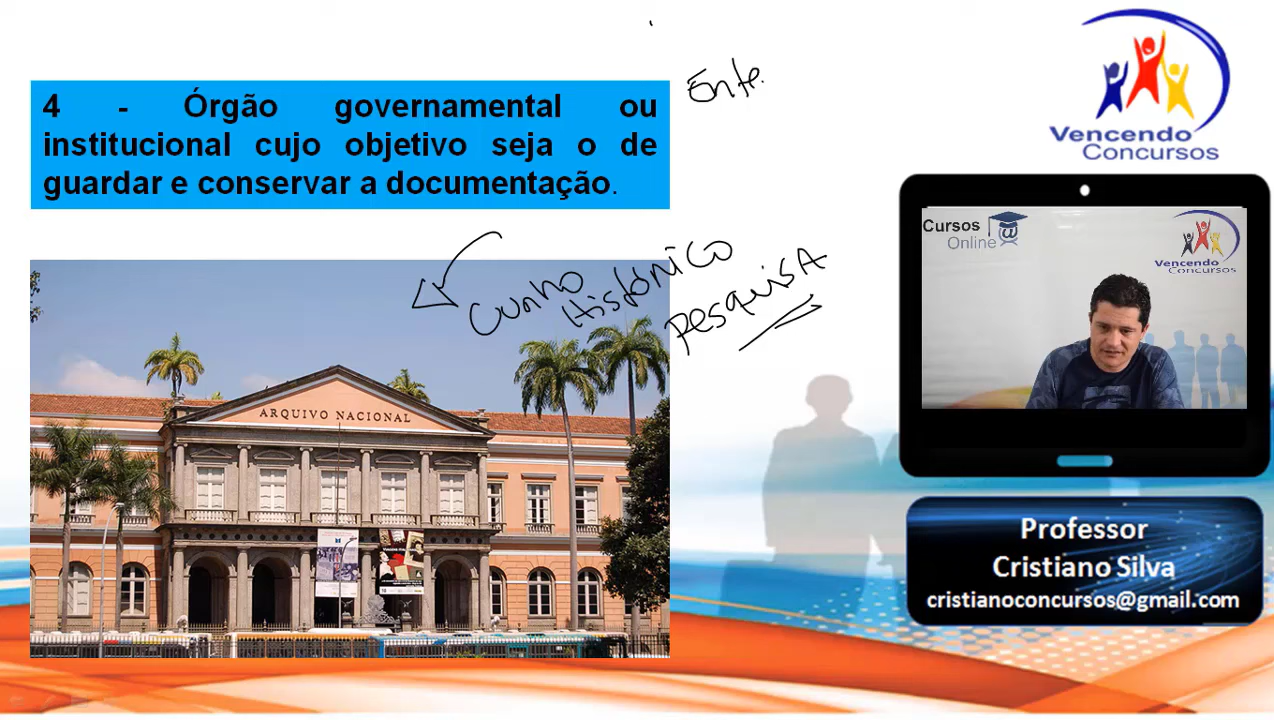 Ente.
4 - Órgão governamental ou
institucional cujo objetivo seja o de
guardar e conservar a documentação.
Cunho
Histórico
PesquisA
ARQUIVO NACIONAL
Vencendo
Concursos
Cursos
Online
Vencendo
Concursos
Professor
Cristiano Silva
cristianoconcursos@gmail.com